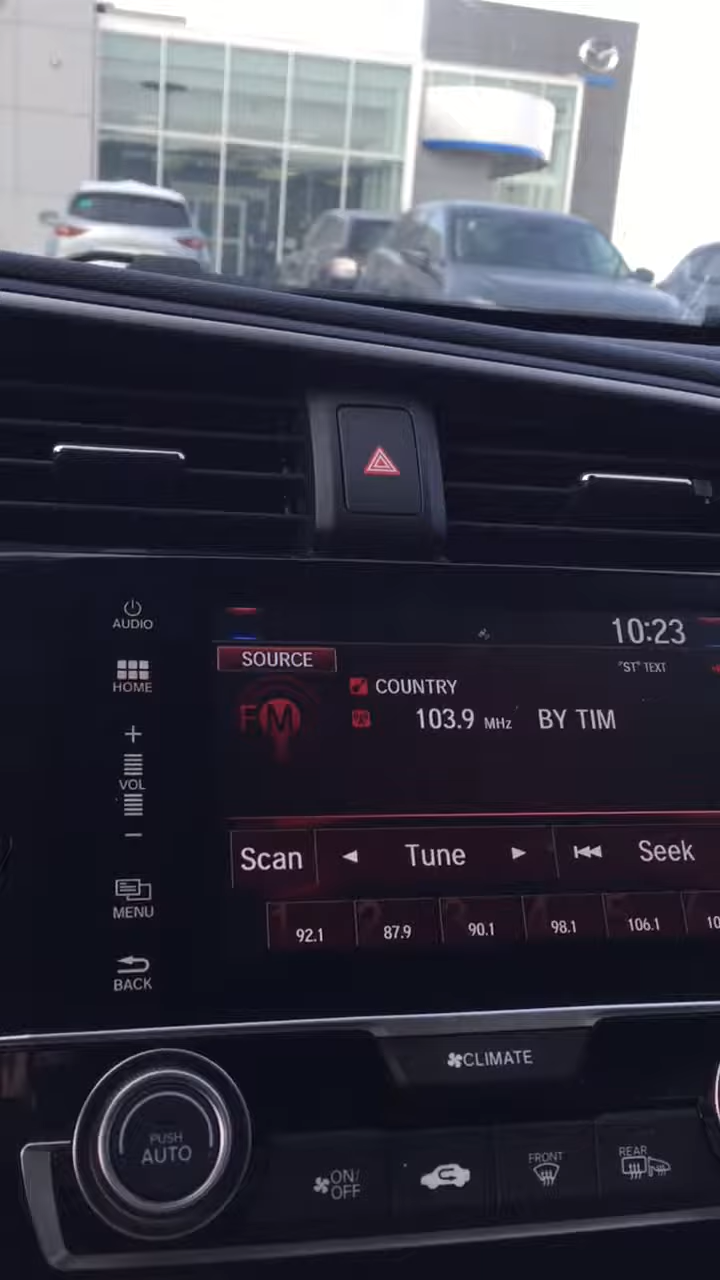 AUDIO
10:23
SOURCE
"ST" TEXT
HOME
COUNTRY
FM
103.9 MHz BY TIM
+
VOL
-
Scan
Tune
Seek
MENU
92.1
87.9
90.1
98.1
106.1
10
BACK
CLIMATE
PUSH
AUTO
ON/
OFF
FRONT
REAR